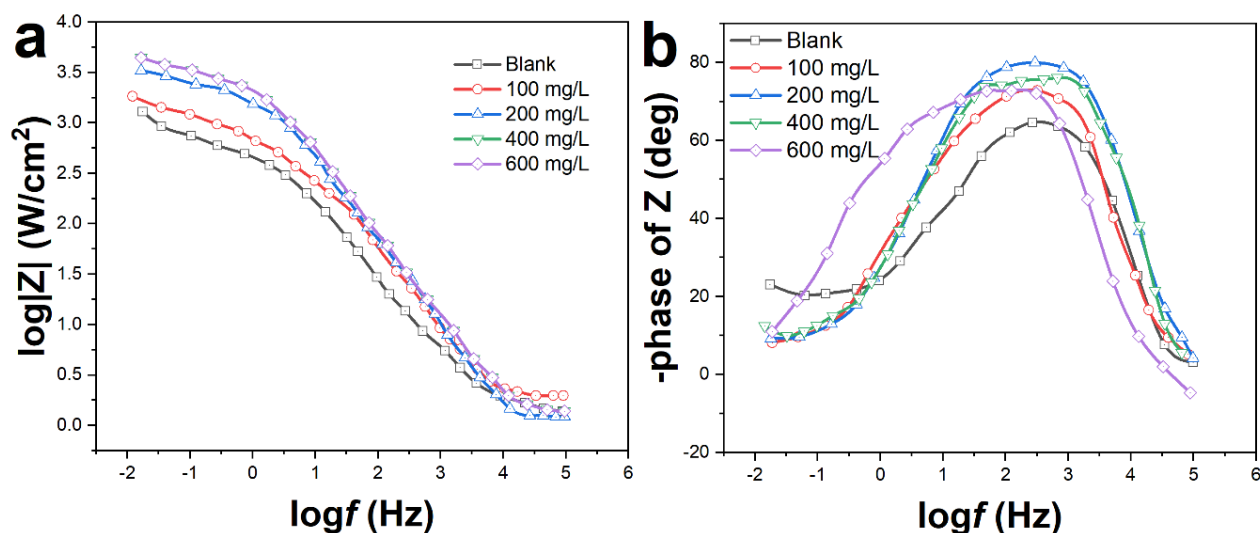 a
log|Z| (W/cm²)
4.0
3.5
3.0
2.5
2.0
1.5
1.0
0.5
0.0
-2 -1 0 1 2 3 4 5 6
logf (Hz)
Blank
100 mg/L
200 mg/L
400 mg/L
600 mg/L
b
-phase of Z (deg)
80
60
40
20
0
-20
-2 -1 0 1 2 3 4 5 6
logf (Hz)
Blank
100 mg/L
200 mg/L
400 mg/L
600 mg/L